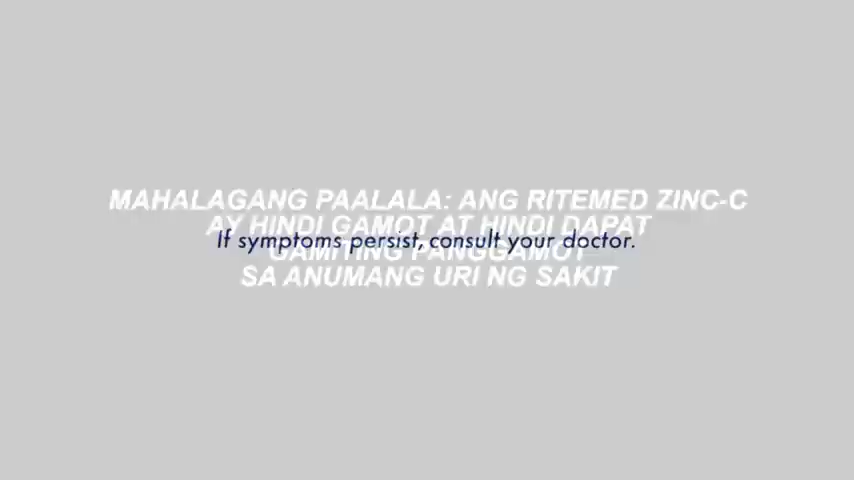 MAHALAGANG PAALALA: ANG RITEMED ZINC-C
AY HINDI GAMOT AT HINDI DAPAT
If symptoms persist, consult your doctor.
GAMITING PANGGAMOT
SA ANUMANG URI NG SAKIT